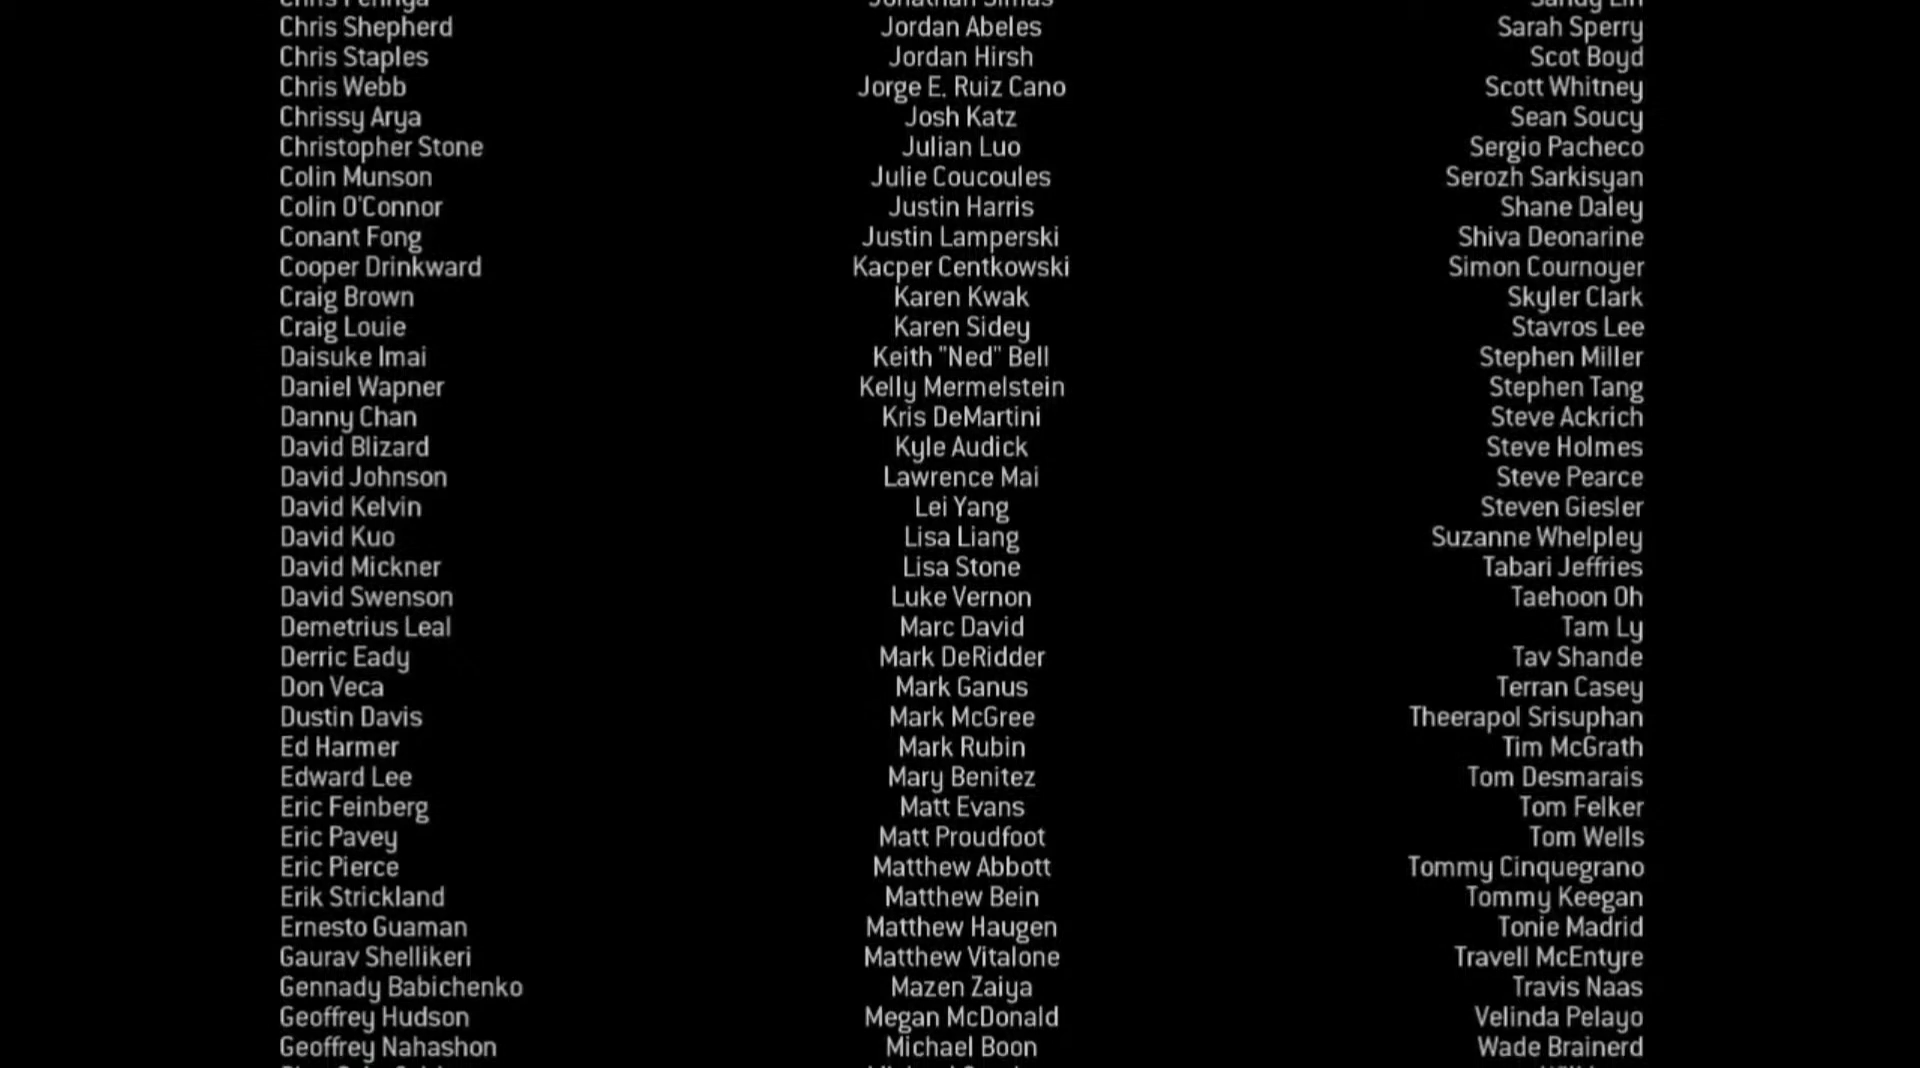 Chris Shepherd
Chris Staples
Chris Webb
Chrissy Arya
Christopher Stone
Colin Munson
Colin O'Connor
Conant Fong
Cooper Drinkward
Craig Brown
Craig Louie
Daisuke Imai
Daniel Wapner
Danny Chan
David Blizard
David Johnson
David Kelvin
David Kuo
David Mickner
David Swenson
Demetrius Leal
Derric Eady
Don Veca
Dustin Davis
Ed Harmer
Edward Lee
Eric Feinberg
Eric Pavey
Eric Pierce
Erik Strickland
Ernesto Guaman
Gaurav Shellikeri
Gennady Babichenko
Geoffrey Hudson
Geoffrey Nahashon
Jordan Abeles
Jordan Hirsh
Jorge E. Ruiz Cano
Josh Katz
Julian Luo
Julie Coucoules
Justin Harris
Justin Lamperski
Kacper Centkowski
Karen Kwak
Karen Sidey
Keith "Ned" Bell
Kelly Mermelstein
Kris DeMartini
Kyle Audick
Lawrence Mai
Lei Yang
Lisa Liang
Lisa Stone
Luke Vernon
Marc David
Mark DeRidder
Mark Ganus
Mark McGree
Mark Rubin
Mary Benitez
Matt Evans
Matt Proudfoot
Matthew Abbott
Matthew Bein
Matthew Haugen
Matthew Vitalone
Mazen Zaiya
Megan McDonald
Michael Boon
Sarah Sperry
Scot Boyd
Scott Whitney
Sean Soucy
Sergio Pacheco
Serozh Sarkisyan
Shane Daley
Shiva Deonarine
Simon Cournoyer
Skyler Clark
Stavros Lee
Stephen Miller
Stephen Tang
Steve Ackrich
Steve Holmes
Steve Pearce
Steven Giesler
Suzanne Whelpley
Tabari Jeffries
Taehoon Oh
Tam Ly
Tav Shande
Terran Casey
Theerapol Srisuphan
Tim McGrath
Tom Desmarais
Tom Felker
Tom Wells
Tommy Cinquegrano
Tommy Keegan
Tonie Madrid
Travell McEntyre
Travis Naas
Velinda Pelayo
Wade Brainerd